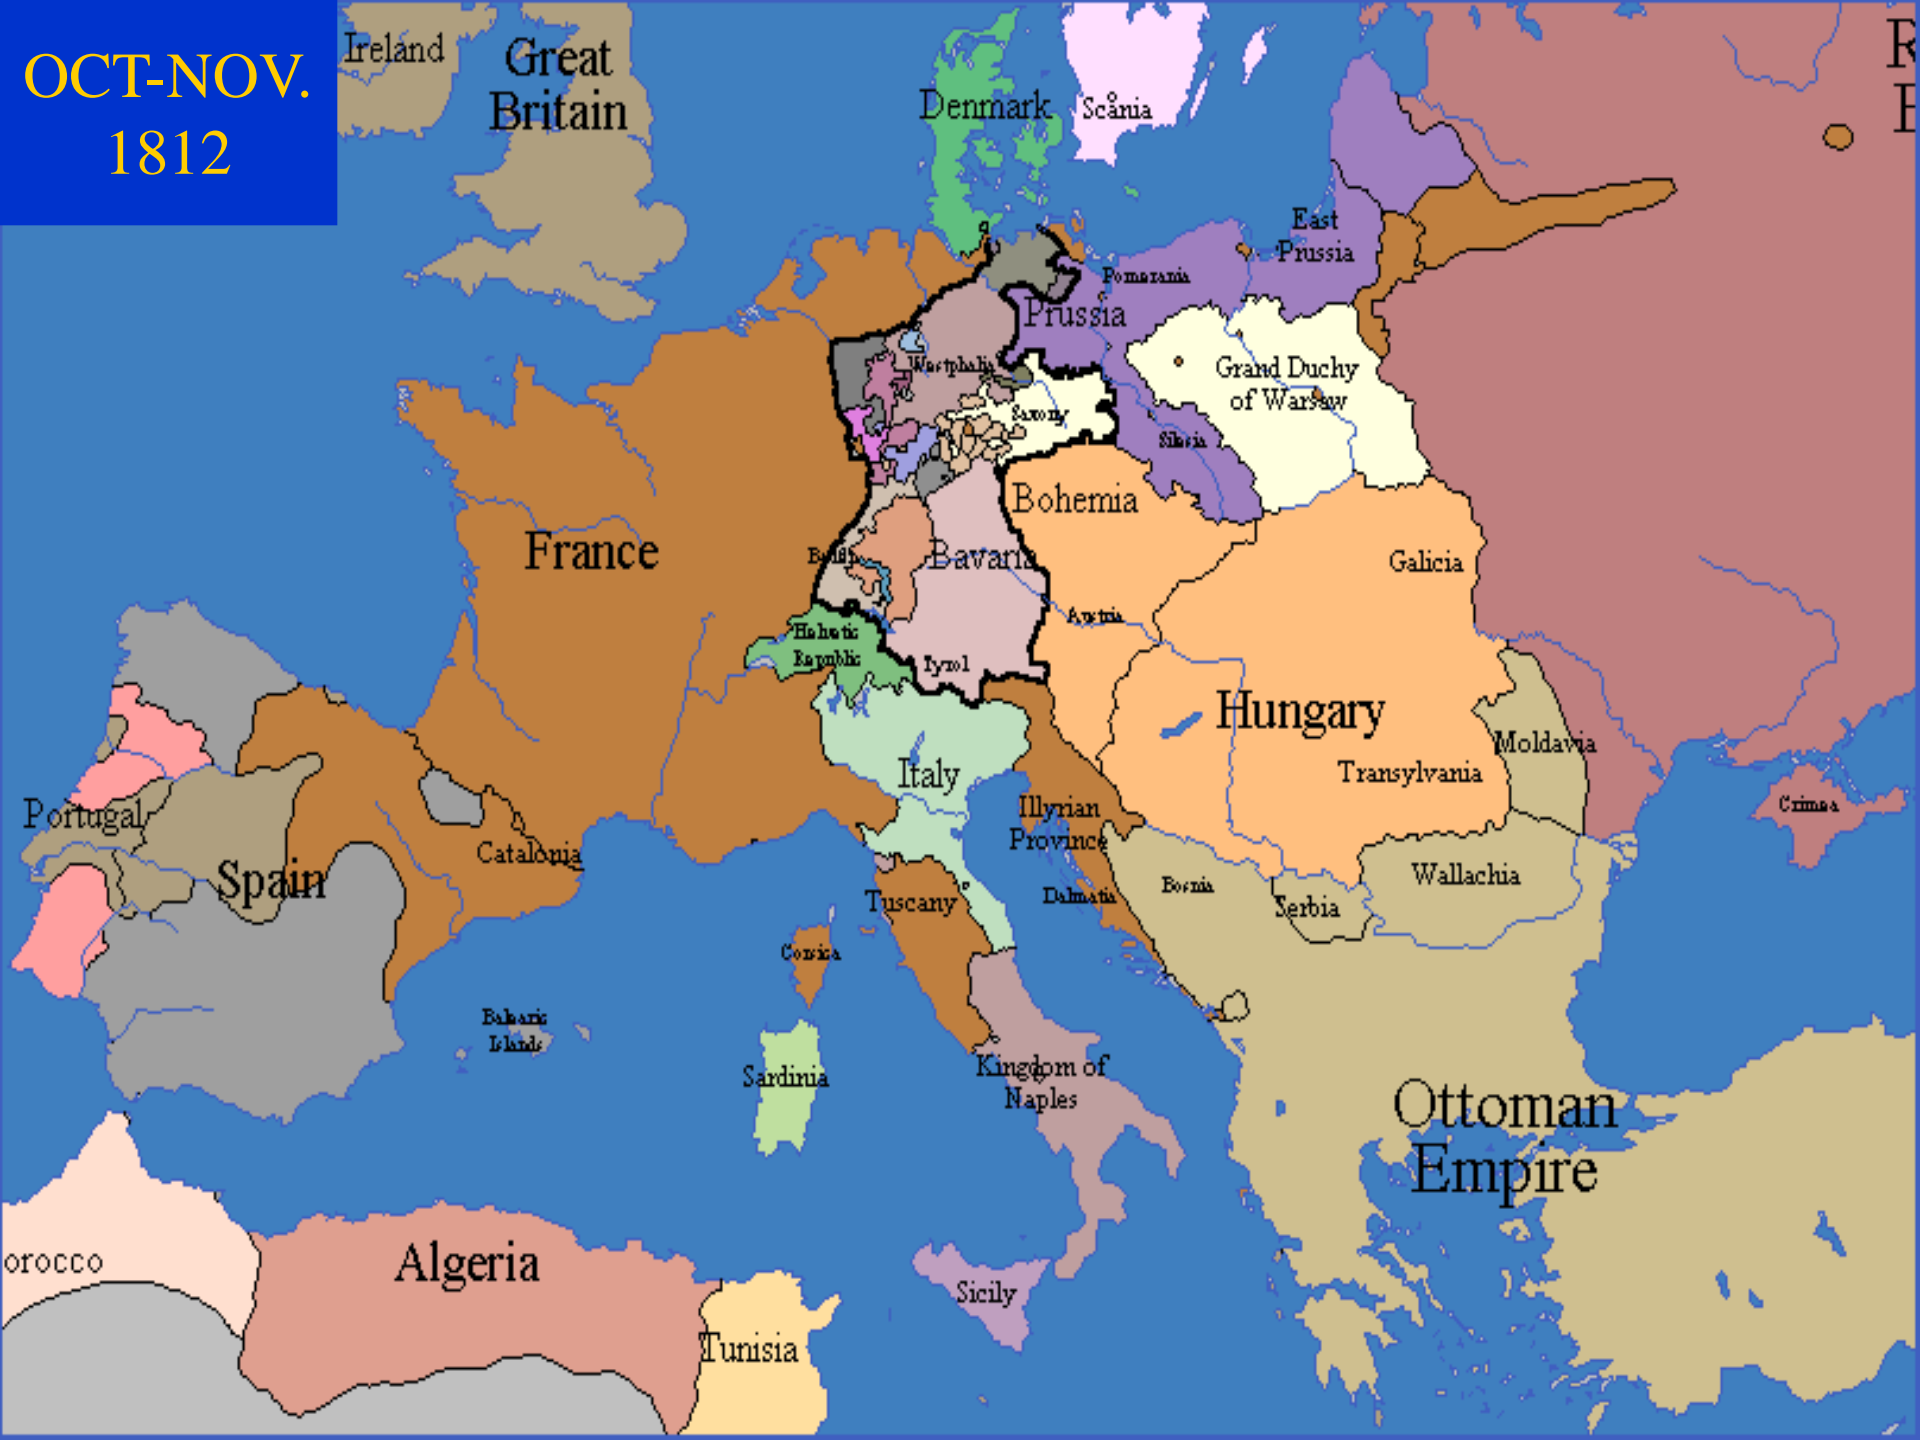 OCT-NOV.
1812
Ireland
Great
Britain
Denmark
Scånia
R
E
East
Prussia
Pomerania
Prussia
Westphalia
Grand Duchy
of Warsaw
Saxony
Silesia
Bohemia
France
Bavaria
Galicia
Austria
Helvetic
Republic
Tyrol
Hungary
Moldavia
Transylvania
Italy
Portugal
Illyrian
Province
Crimea
Catalonia
Spain
Wallachia
Bosnia
Serbia
Tuscany
Dalmatia
Corsica
Balearic
Islands
Sardinia
Kingdom of
Naples
Ottoman
Empire
orocco
Algeria
Sicily
Tunisia